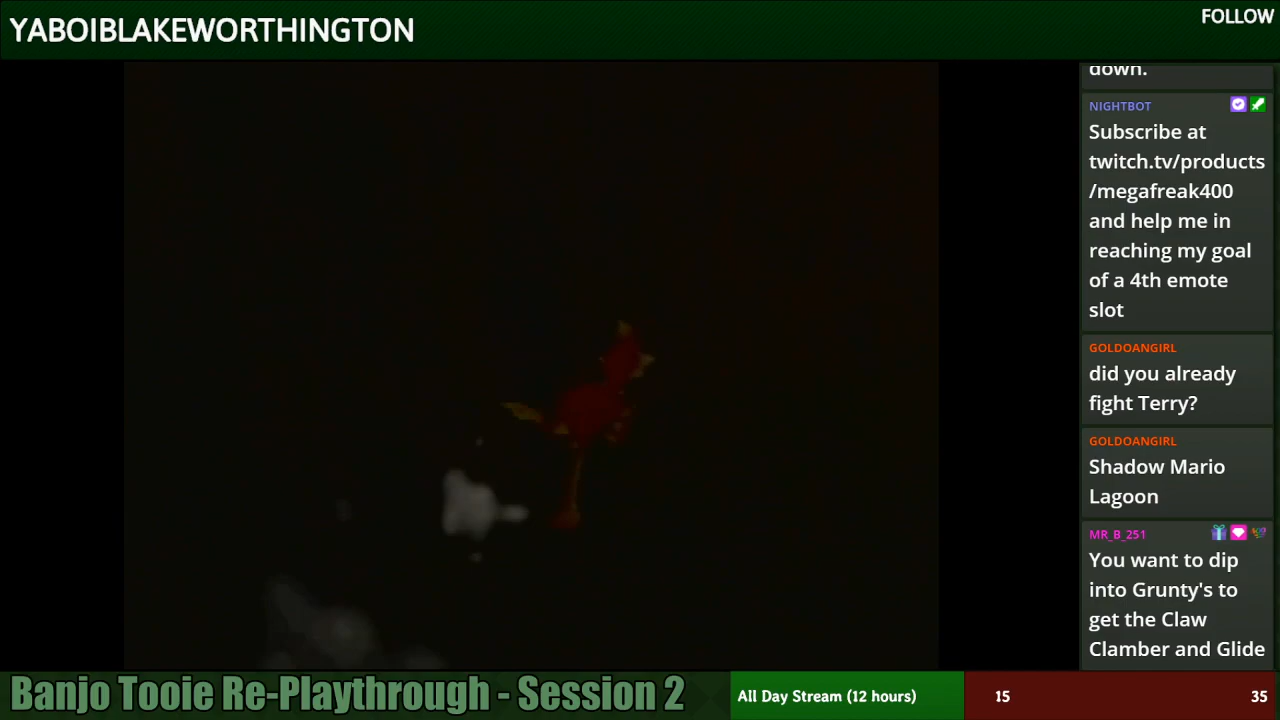 YABOIBLAKEWORTHINGTON
FOLLOW
down.
NIGHTBOT
Subscribe at
twitch.tv/products
/megafreak400
and help me in
reaching my goal
of a 4th emote
slot
GOLDOANGIRL
did you already
fight Terry?
GOLDOANGIRL
Shadow Mario
Lagoon
MR_B_251
You want to dip
into Grunty's to
get the Claw
Clamber and Glide
Banjo Tooie Re-Playthrough - Session 2
All Day Stream (12 hours)
15
35